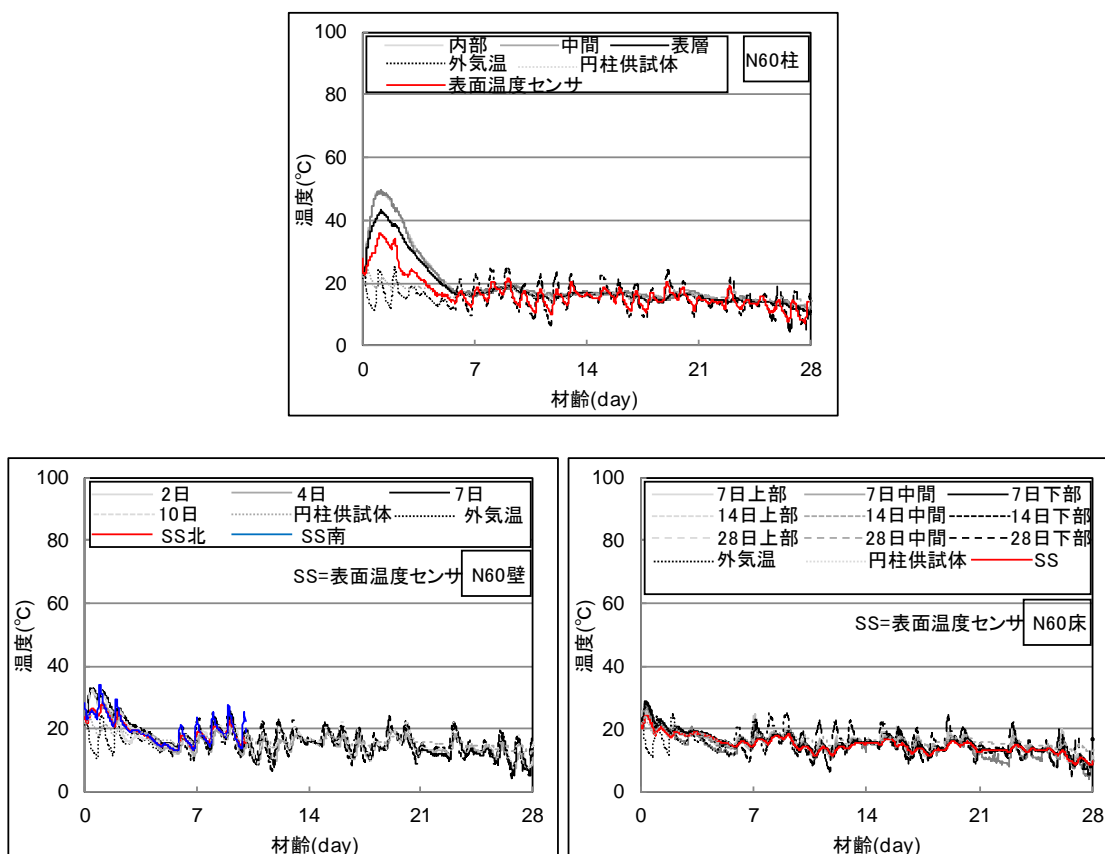 100
80
60
40
20
0
温度(℃)
内部 中間 表層
外気温 円柱供試体
表面温度センサ
N60柱
0 7 14 21 28
材齢(day)
100
80
60
40
20
0
温度(℃)
2日 4日 7日
10日 円柱供試体 外気温
SS北 SS南
SS=表面温度センサ N60壁
0 7 14 21 28
材齢(day)
100
80
60
40
20
0
温度(℃)
7日上部 7日中間 7日下部
14日上部 14日中間 14日下部
28日上部 28日中間 28日下部
外気温 円柱供試体 SS
SS=表面温度センサ N60床
0 7 14 21 28
材齢(day)